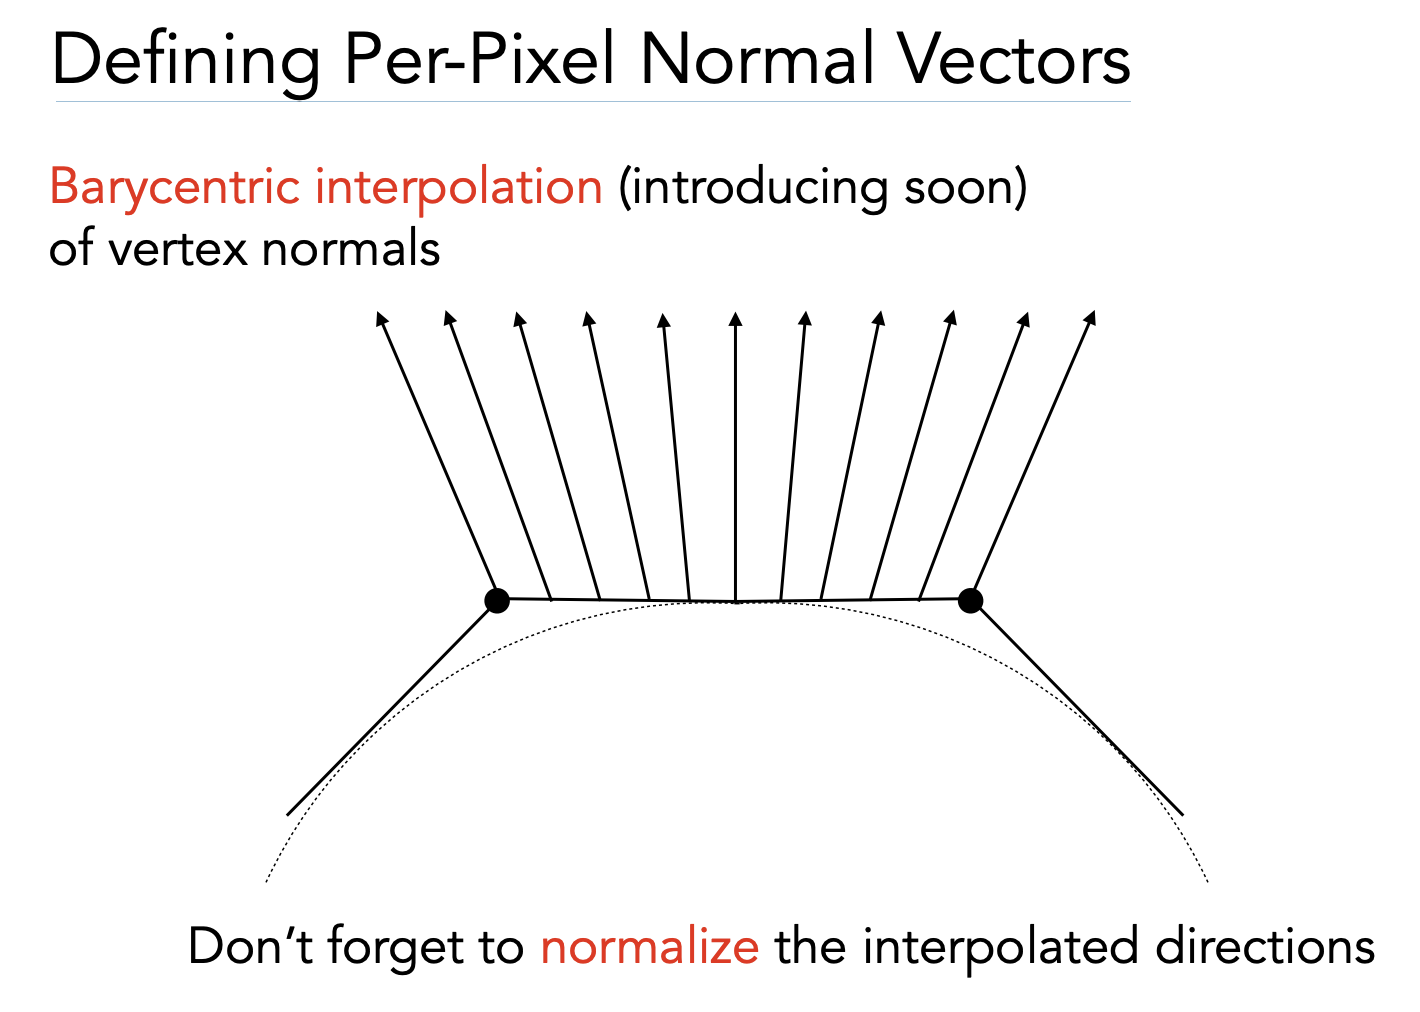 Defining Per-Pixel Normal Vectors
Barycentric interpolation (introducing soon)
of vertex normals
Don’t forget to normalize the interpolated directions